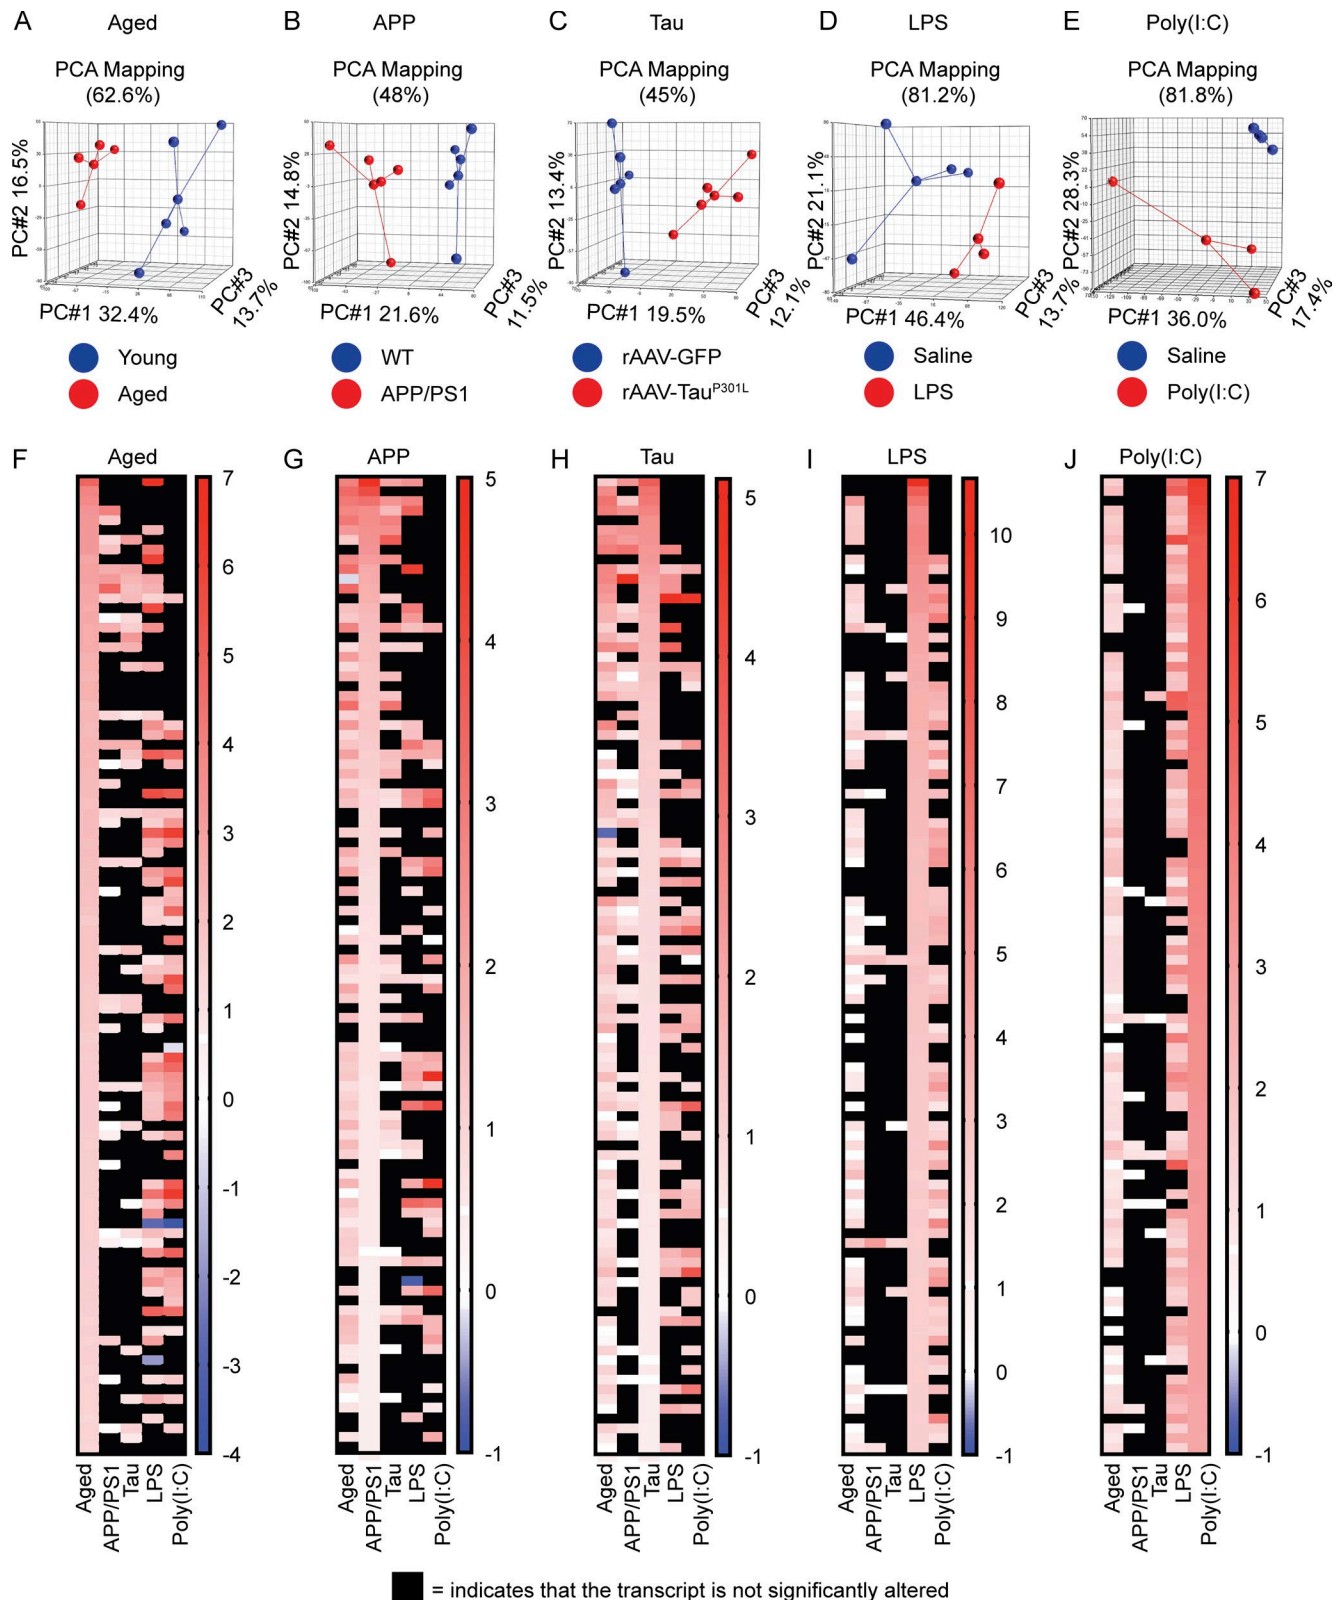 A Aged
B APP
C Tau
D LPS
E Poly(I:C)
PCA Mapping
(62.6%)
PCA Mapping
(48%)
PCA Mapping
(45%)
PCA Mapping
(81.2%)
PCA Mapping
(81.8%)
PC#2 16.5%
PC#1 32.4%
PC#3
13.7%
PC#2 14.8%
PC#1 21.6%
PC#3
11.5%
PC#2 13.4%
PC#1 19.5%
PC#3
12.1%
PC#2 21.1%
PC#1 46.4%
PC#3
13.7%
PC#2 28.3%
PC#1 36.0%
PC#3
17.4%
Young
Aged
WT
APP/PS1
rAAV-GFP
rAAV-Tau^P301L
Saline
LPS
Saline
Poly(I:C)
F Aged
7
6
5
4
3
2
1
0
-1
-2
-3
-4
Aged
APP/PS1
Tau
LPS
Poly(I:C)
G APP
5
4
3
2
1
0
-1
Aged
APP/PS1
Tau
LPS
Poly(I:C)
H Tau
5
4
3
2
1
0
-1
Aged
APP/PS1
Tau
LPS
Poly(I:C)
I LPS
10
9
8
7
6
5
4
3
2
1
0
-1
Aged
APP/PS1
Tau
LPS
Poly(I:C)
J Poly(I:C)
7
6
5
4
3
2
1
0
-1
Aged
APP/PS1
Tau
LPS
Poly(I:C)
= indicates that the transcript is not significantly altered